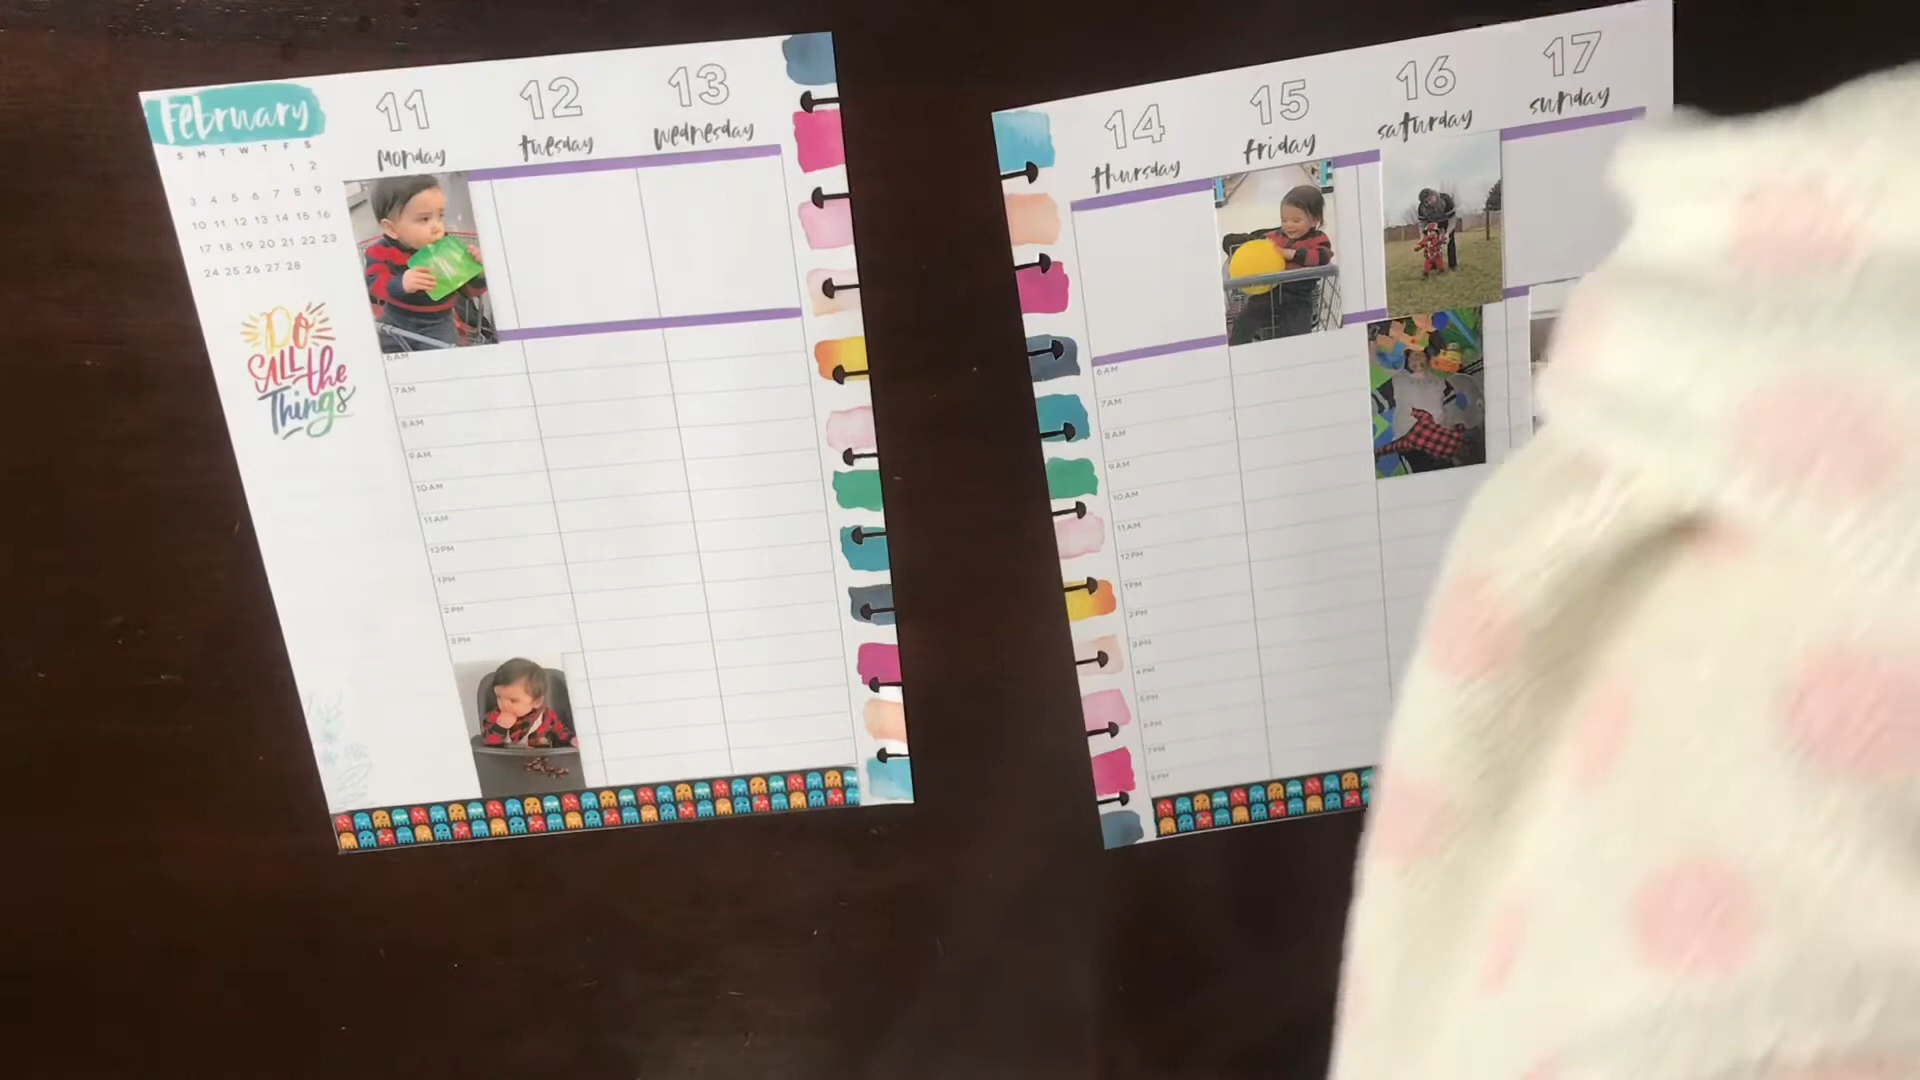 February
S M T W T F S
1 2
3 4 5 6 7 8 9
10 11 12 13 14 15 16
17 18 19 20 21 22 23
24 25 26 27 28
DO
ALL the
Things
11 12 13
Monday tuesday wednesday
6AM
7AM
8AM
9AM
10AM
11AM
12PM
1PM
2PM
3PM
14 15 16 17
thursday friday saturday sunday
6AM
7AM
8AM
9AM
10AM
11AM
12PM
1PM
2PM
3PM
4PM
5PM
6PM
7PM
8PM